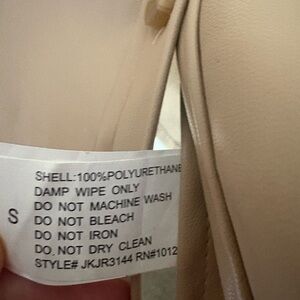 SHELL:100%POLYURETHANE
DAMP WIPE ONLY
DO NOT MACHINE WASH
S
DO NOT BLEACH
DO NOT IRON
DO NOT DRY CLEAN
STYLE# JKJR3144 RN#1012